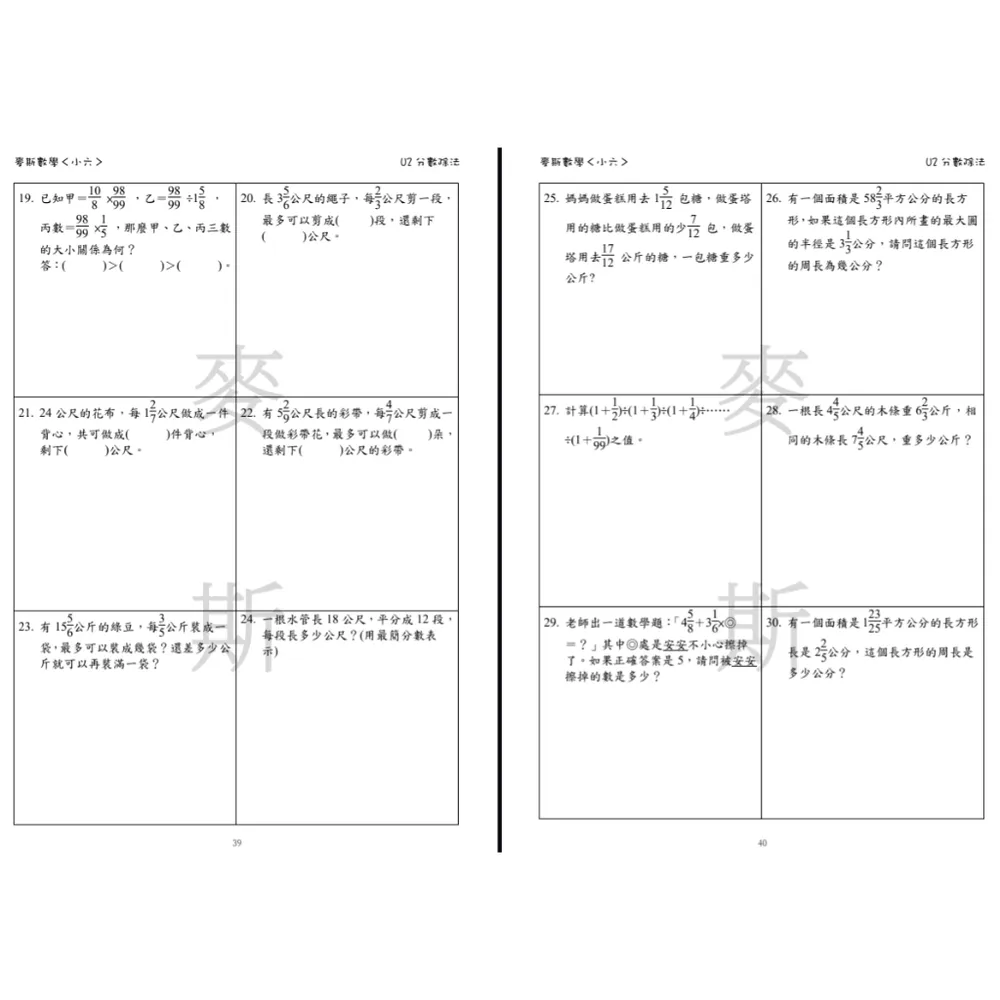 麥斯數學<小六>
U2 分數除法
19. 已知甲=10/8 ×98/99 ，乙=98/99 ÷1 5/8 ，
丙數=98/99 ×1/5 ，那麼甲、乙、丙三數
的大小關係為何？
答：( )＞( )＞( )。
20. 長 3 5/6公尺的繩子，每2/3公尺剪一段，
最多可以剪成( )段，還剩下
( )公尺。
21. 24 公尺的花布，每 1 2/7公尺做成一件
背心，共可做成( )件背心，
剩下( )公尺。
22. 有 5 2/9公尺長的彩帶，每4/7公尺剪成一
段做彩帶花，最多可以做( )朵，
還剩下( )公尺的彩帶。
23. 有 15 5/6公斤的綠豆，每3/5公斤裝成一
袋，最多可以裝成幾袋？還差多少公
斤就可以再裝滿一袋？
24. 一根水管長 18 公尺，平分成 12 段，
每段長多少公尺？(用最簡分數表
示)
麥
斯
39
麥斯數學<小六>
U2 分數除法
25. 媽媽做蛋糕用去 1 5/12 包糖，做蛋塔
用的糖比做蛋糕用的少 7/12 包，做蛋
塔用去17/12 公斤的糖，一包糖重多少
公斤?
26. 有一個面積是 58 2/3平方公分的長方
形，如果這個長方形內所畫的最大圓
的半徑是 3 1/3公分，請問這個長方形
的周長為幾公分？
27. 計算(1＋1/2)÷(1＋1/3)÷(1＋1/4)÷⋯⋯
÷(1＋1/99)之值。
28. 一根長 4 4/5公尺的木條重 6 2/3公斤，相
同的木條長 7 4/5公尺，重多少公斤？
29. 老師出一道數學題：「4 5/8＋3 1/6×◎
＝？」其中◎處是安安不小心擦掉
了。如果正確答案是 5，請問被安安
擦掉的數是多少？
30. 有一個面積是 1 23/25平方公分的長方形
長是 2 2/5公分，這個長方形的周長是
多少公分？
麥
斯
40